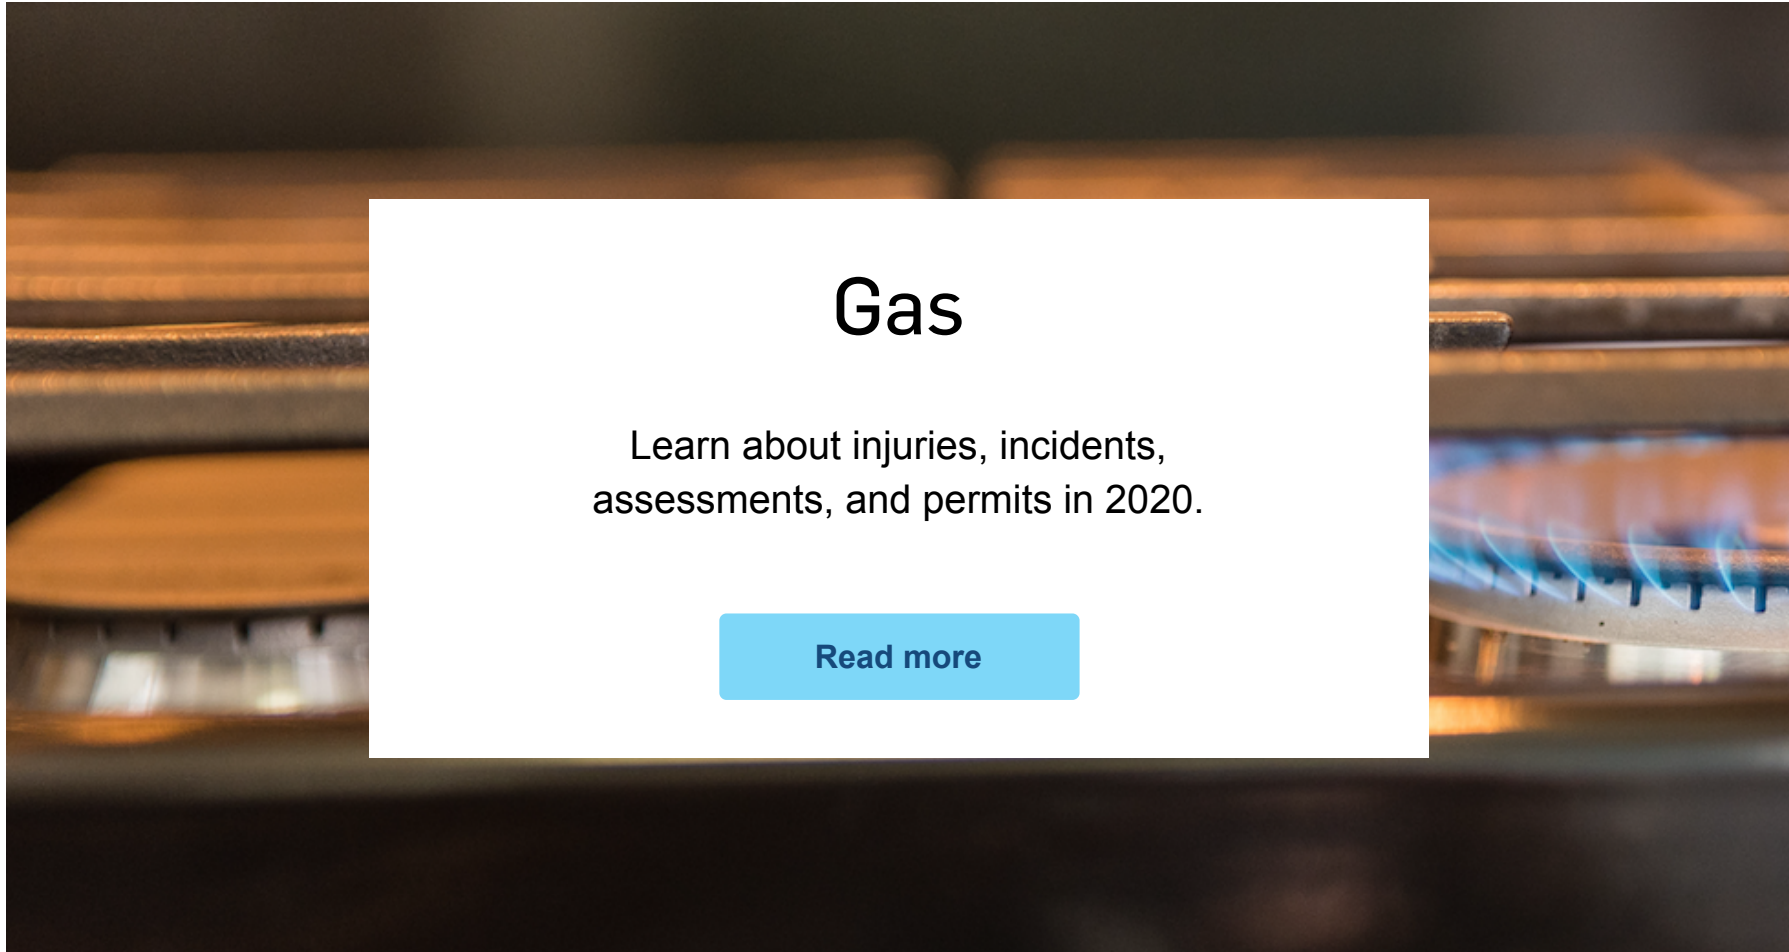 Gas
Learn about injuries, incidents,
assessments, and permits in 2020.
Read more